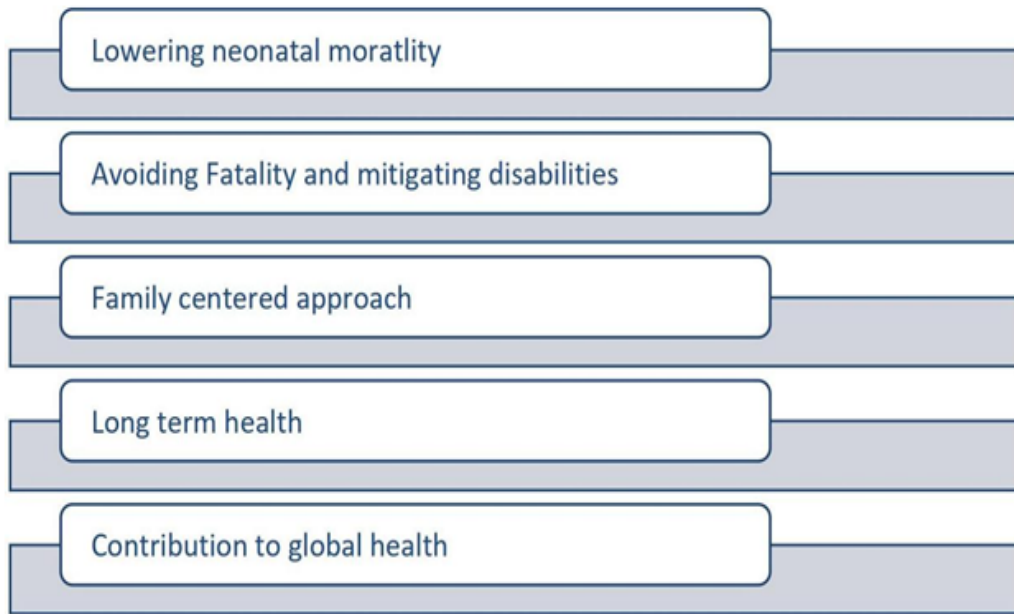 Lowering neonatal moratlity
Avoiding Fatality and mitigating disabilities
Family centered approach
Long term health
Contribution to global health